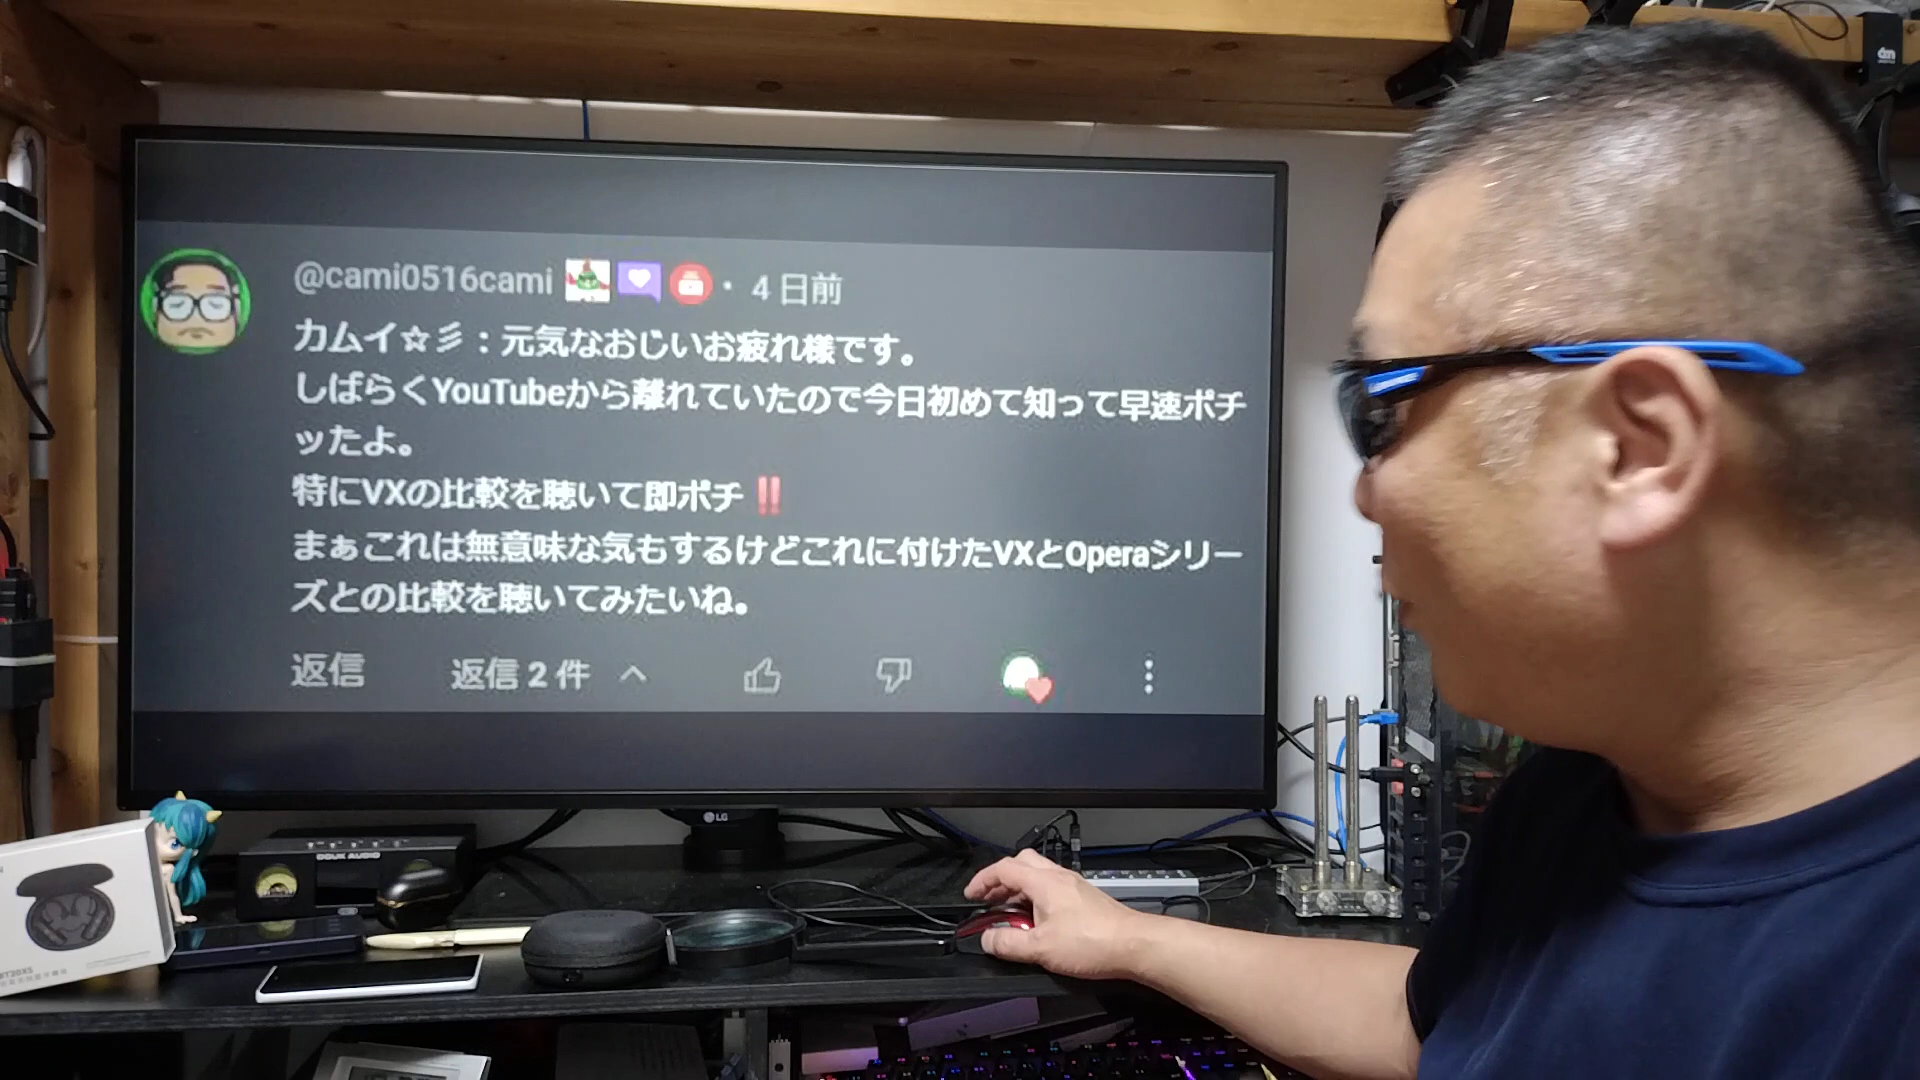 @cami0516cami ・ 4 日前
カムイ☆彡：元気なおじいお疲れ様です。
しばらくYouTubeから離れていたので今日初めて知って早速ポチ
ッたよ。
特にVXの比較を聴いて即ポチ‼
まぁこれは無意味な気もするけどこれに付けたVXとOperaシリー
ズとの比較を聴いてみたいね。
返信 返信 2 件
LG
DOUK AUDIO
BT20XS
dm